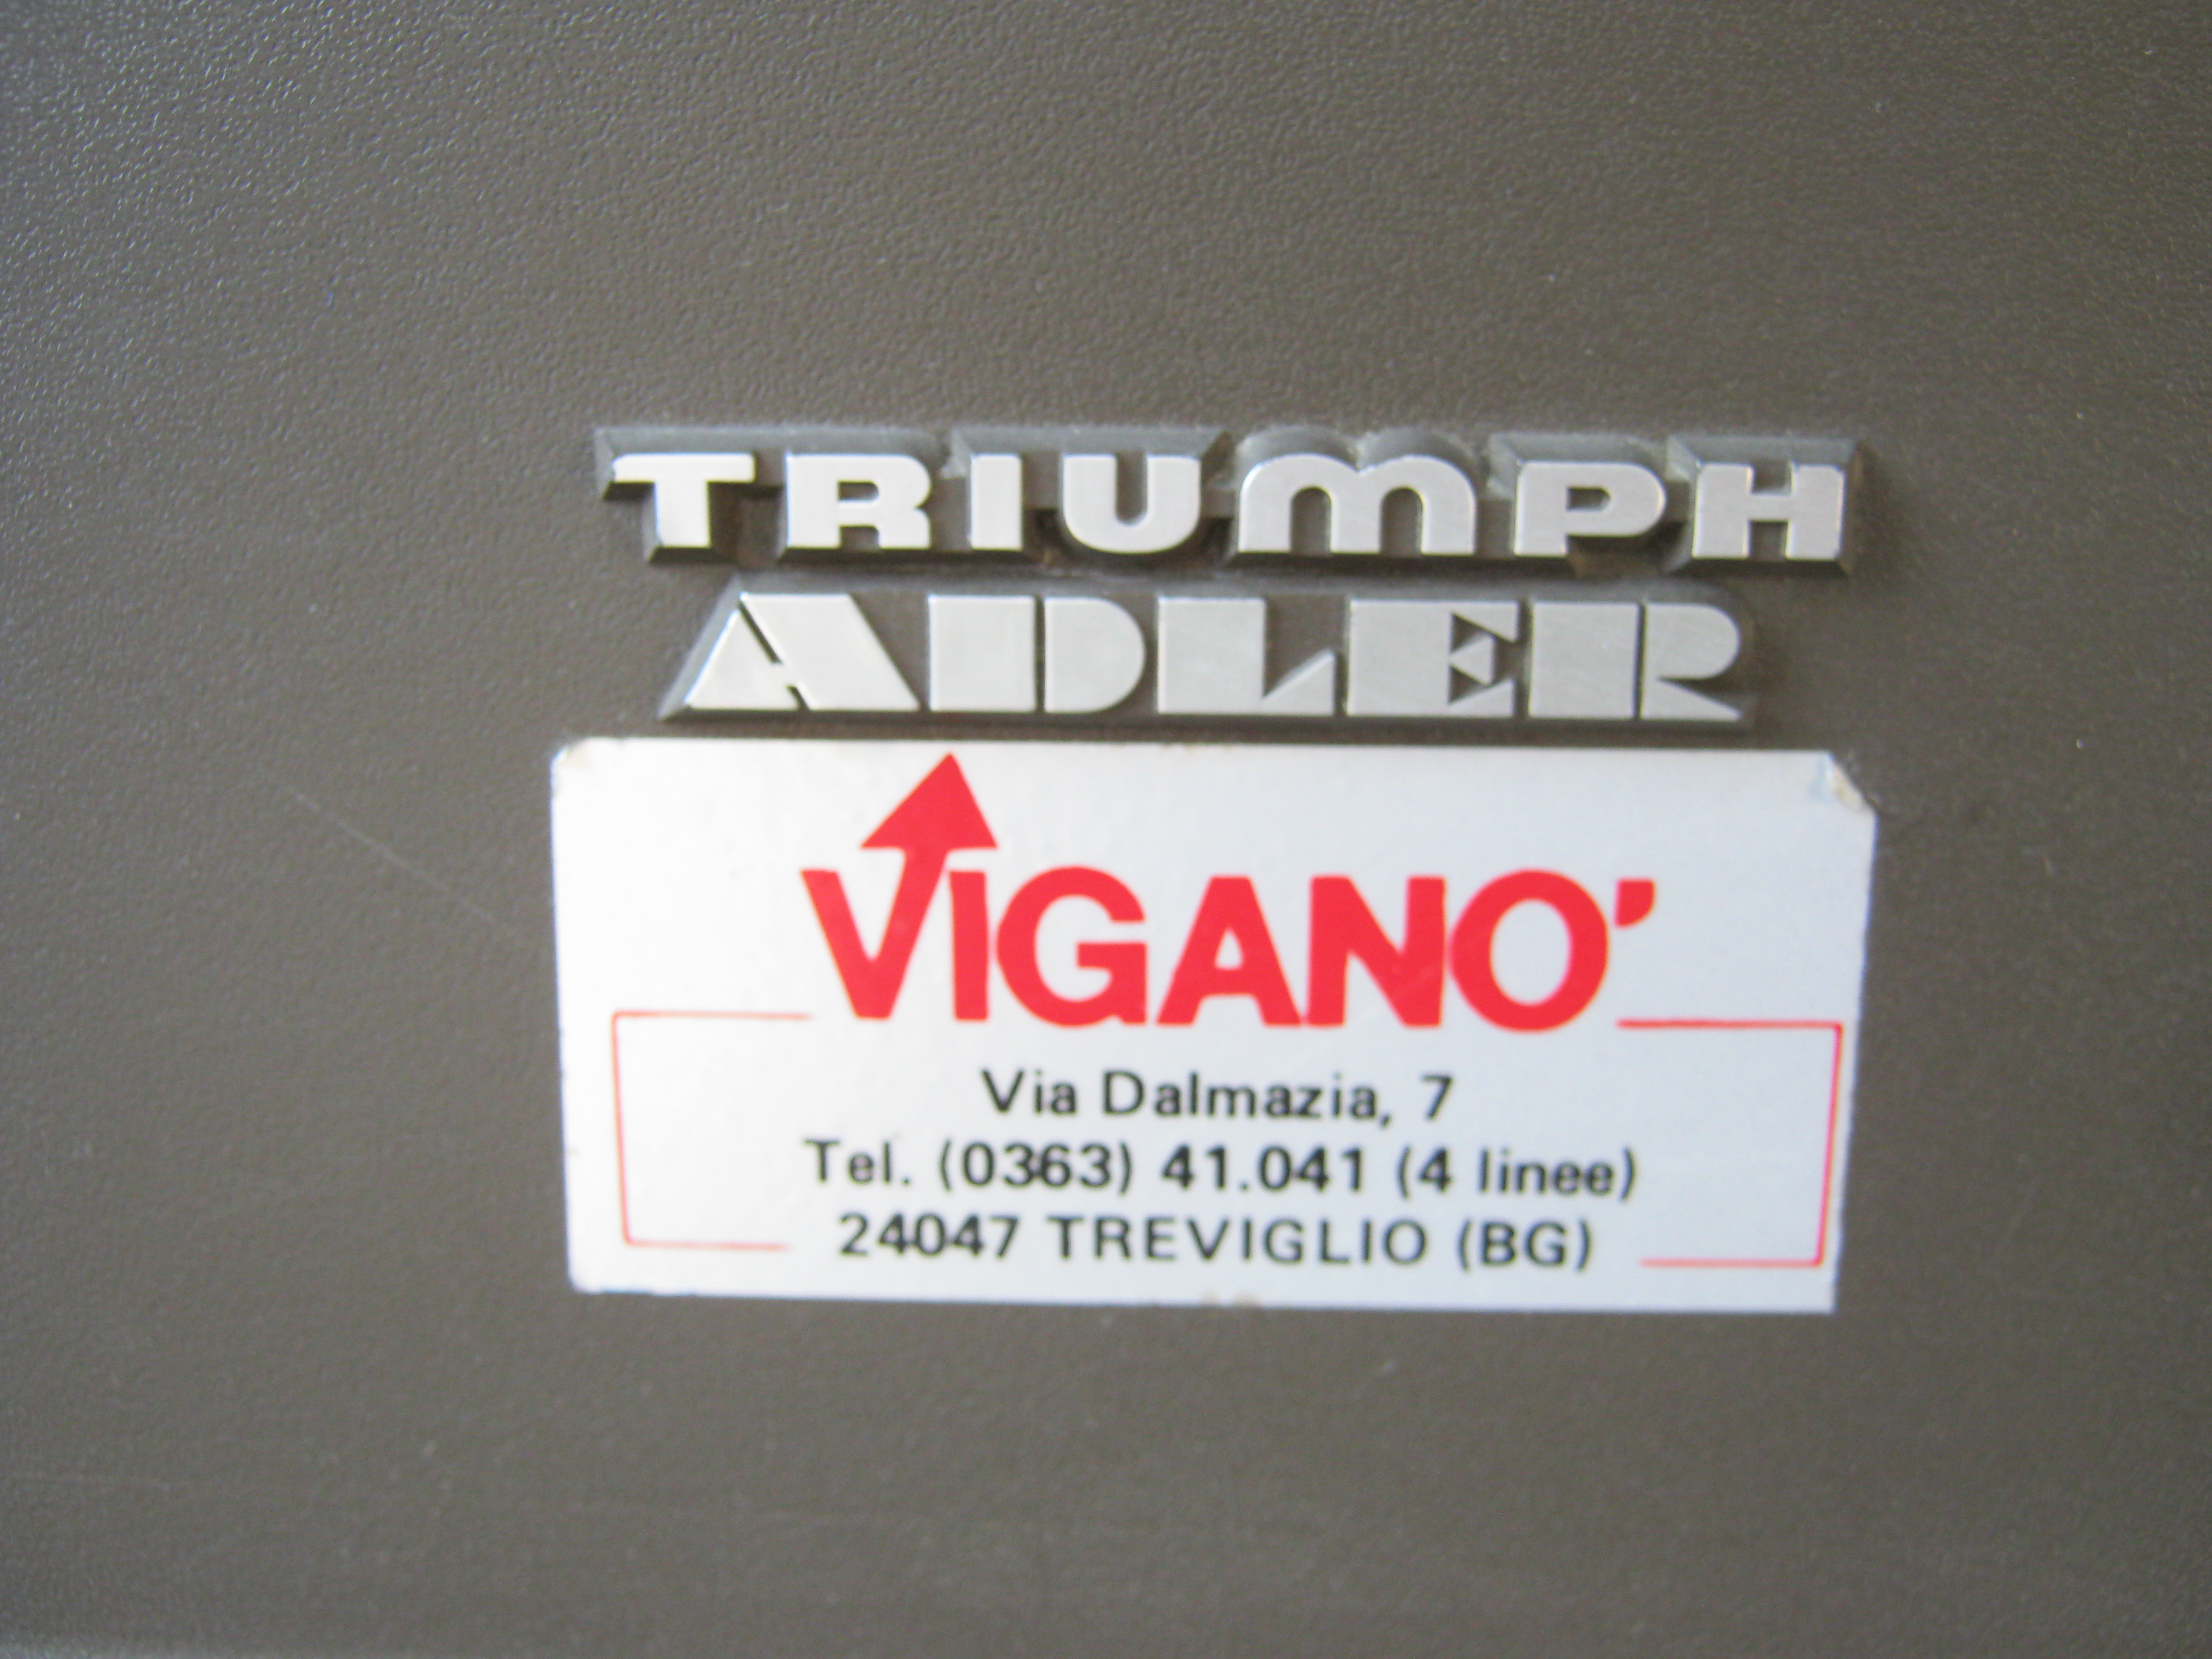 TRIUMPH
ADLER
VIGANO'
Via Dalmazia, 7
Tel. (0363) 41.041 (4 linee)
24047 TREVIGLIO (BG)